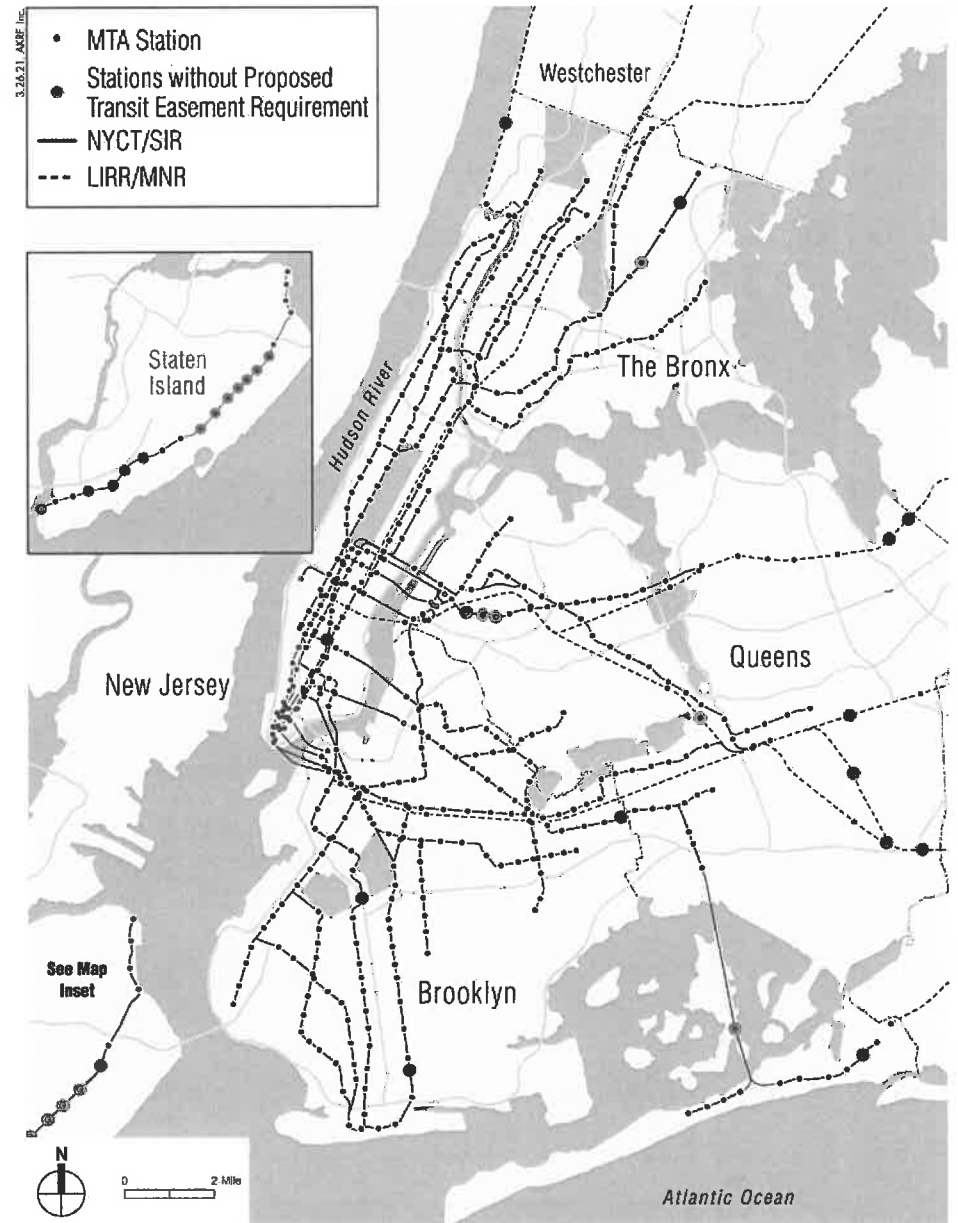 3.26.21 AKRF Inc.
MTA Station
Stations without Proposed
Transit Easement Requirement
NYCT/SIR
LIRR/MNR
Westchester
Staten
Island
The Bronx
Hudson River
New Jersey
Queens
See Map
Inset
Brooklyn
N
0
2 Mile
Atlantic Ocean